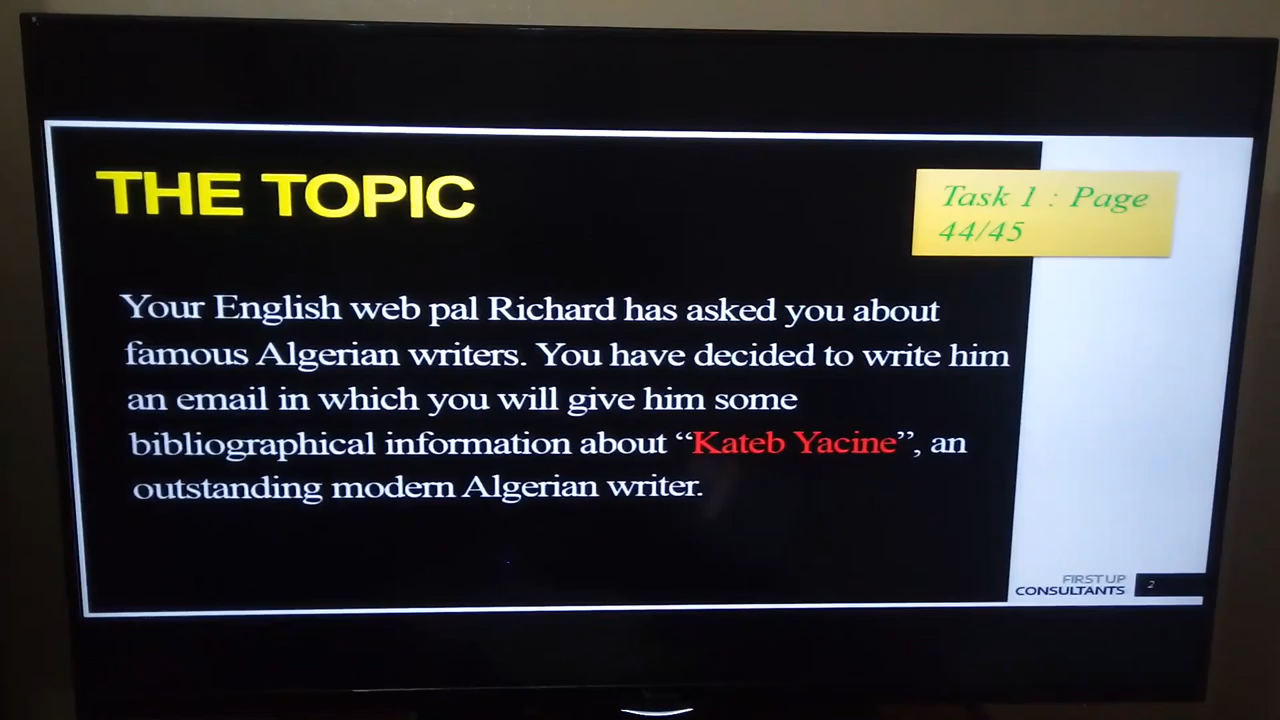 THE TOPIC
Task 1 : Page
44/45
Your English web pal Richard has asked you about
famous Algerian writers. You have decided to write him
an email in which you will give him some
bibliographical information about “Kateb Yacine”, an
outstanding modern Algerian writer.
FIRST UP
CONSULTANTS
2